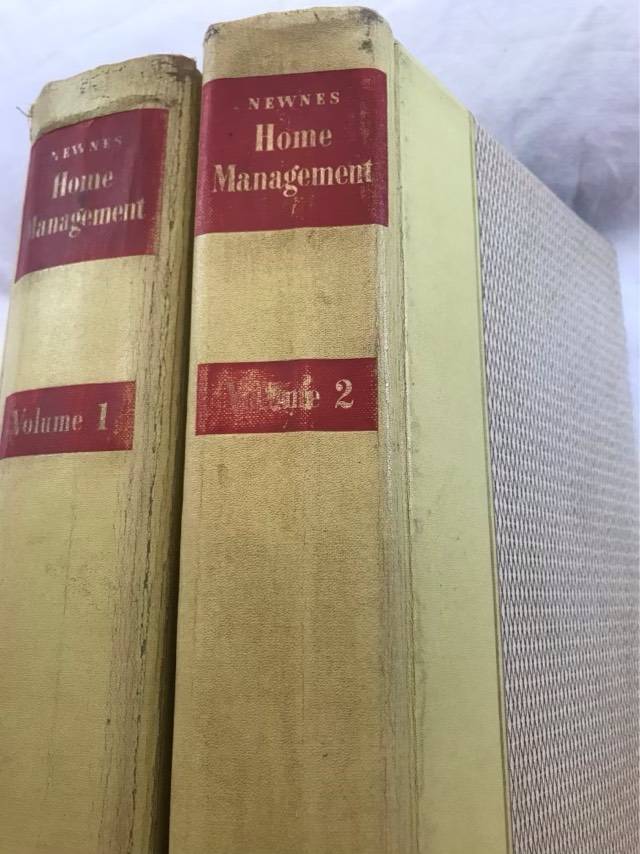 NEWNES
Home
Management
Volume 1
NEWNES
Home
Management
Volume 2